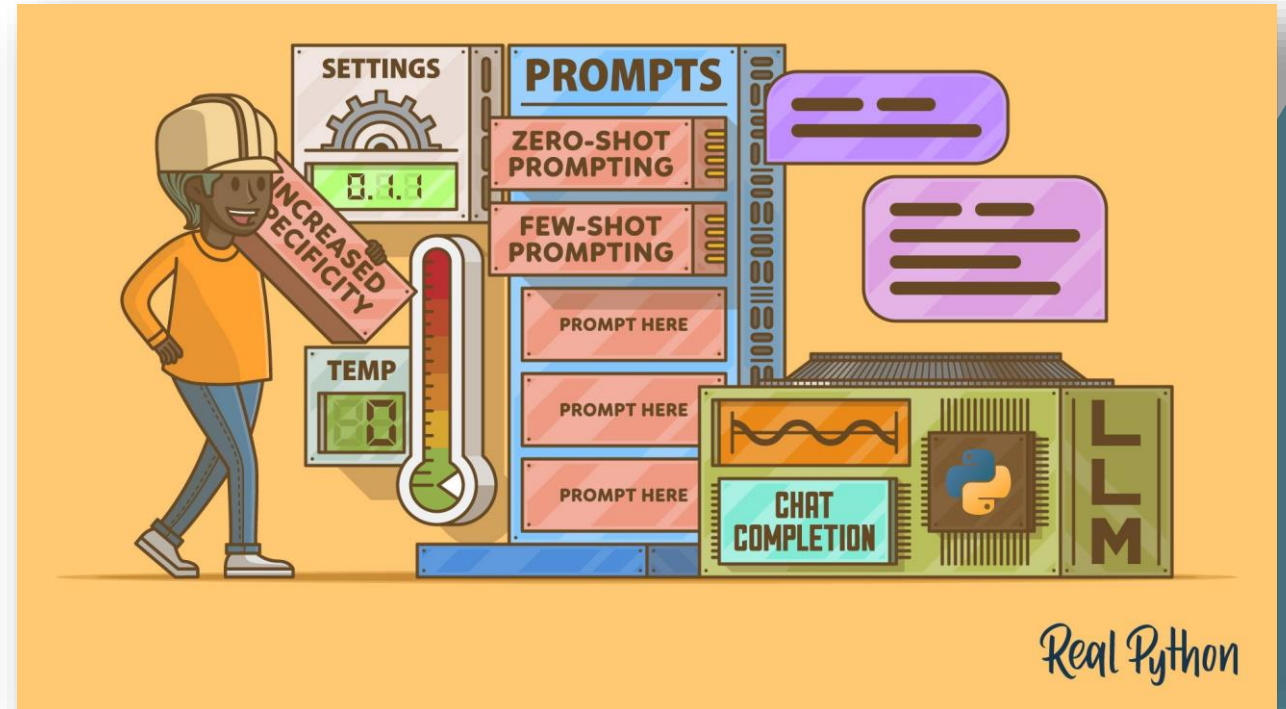 SETTINGS
0.1.1
PROMPTS
ZERO-SHOT
PROMPTING
FEW-SHOT
PROMPTING
INCREASED
SPECIFICITY
PROMPT HERE
TEMP
0
PROMPT HERE
PROMPT HERE
CHAT
COMPLETION
LLM
Real Python